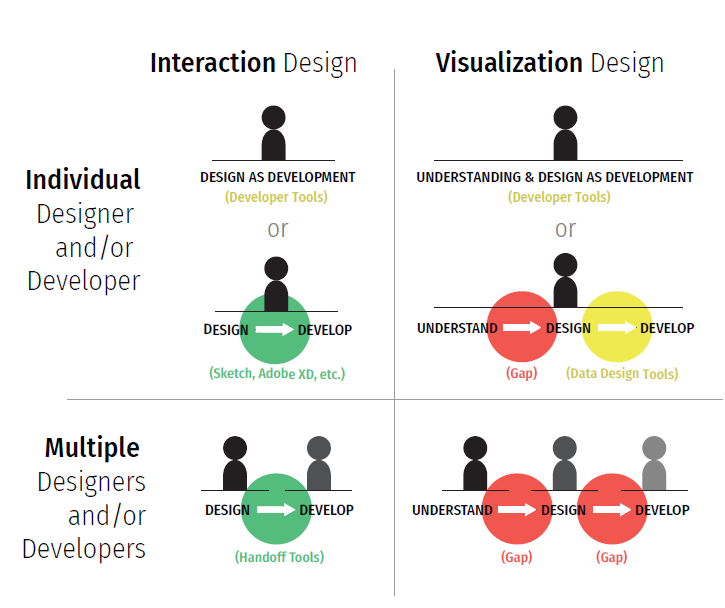 Interaction Design
Visualization Design
Individual
Designer
and/or
Developer
DESIGN AS DEVELOPMENT
(Developer Tools)
or
DESIGN DEVELOP
(Sketch, Adobe XD, etc.)
UNDERSTANDING & DESIGN AS DEVELOPMENT
(Developer Tools)
or
UNDERSTAND DESIGN DEVELOP
(Gap) (Data Design Tools)
Multiple
Designers
and/or
Developers
DESIGN DEVELOP
(Handoff Tools)
UNDERSTAND DESIGN DEVELOP
(Gap) (Gap)